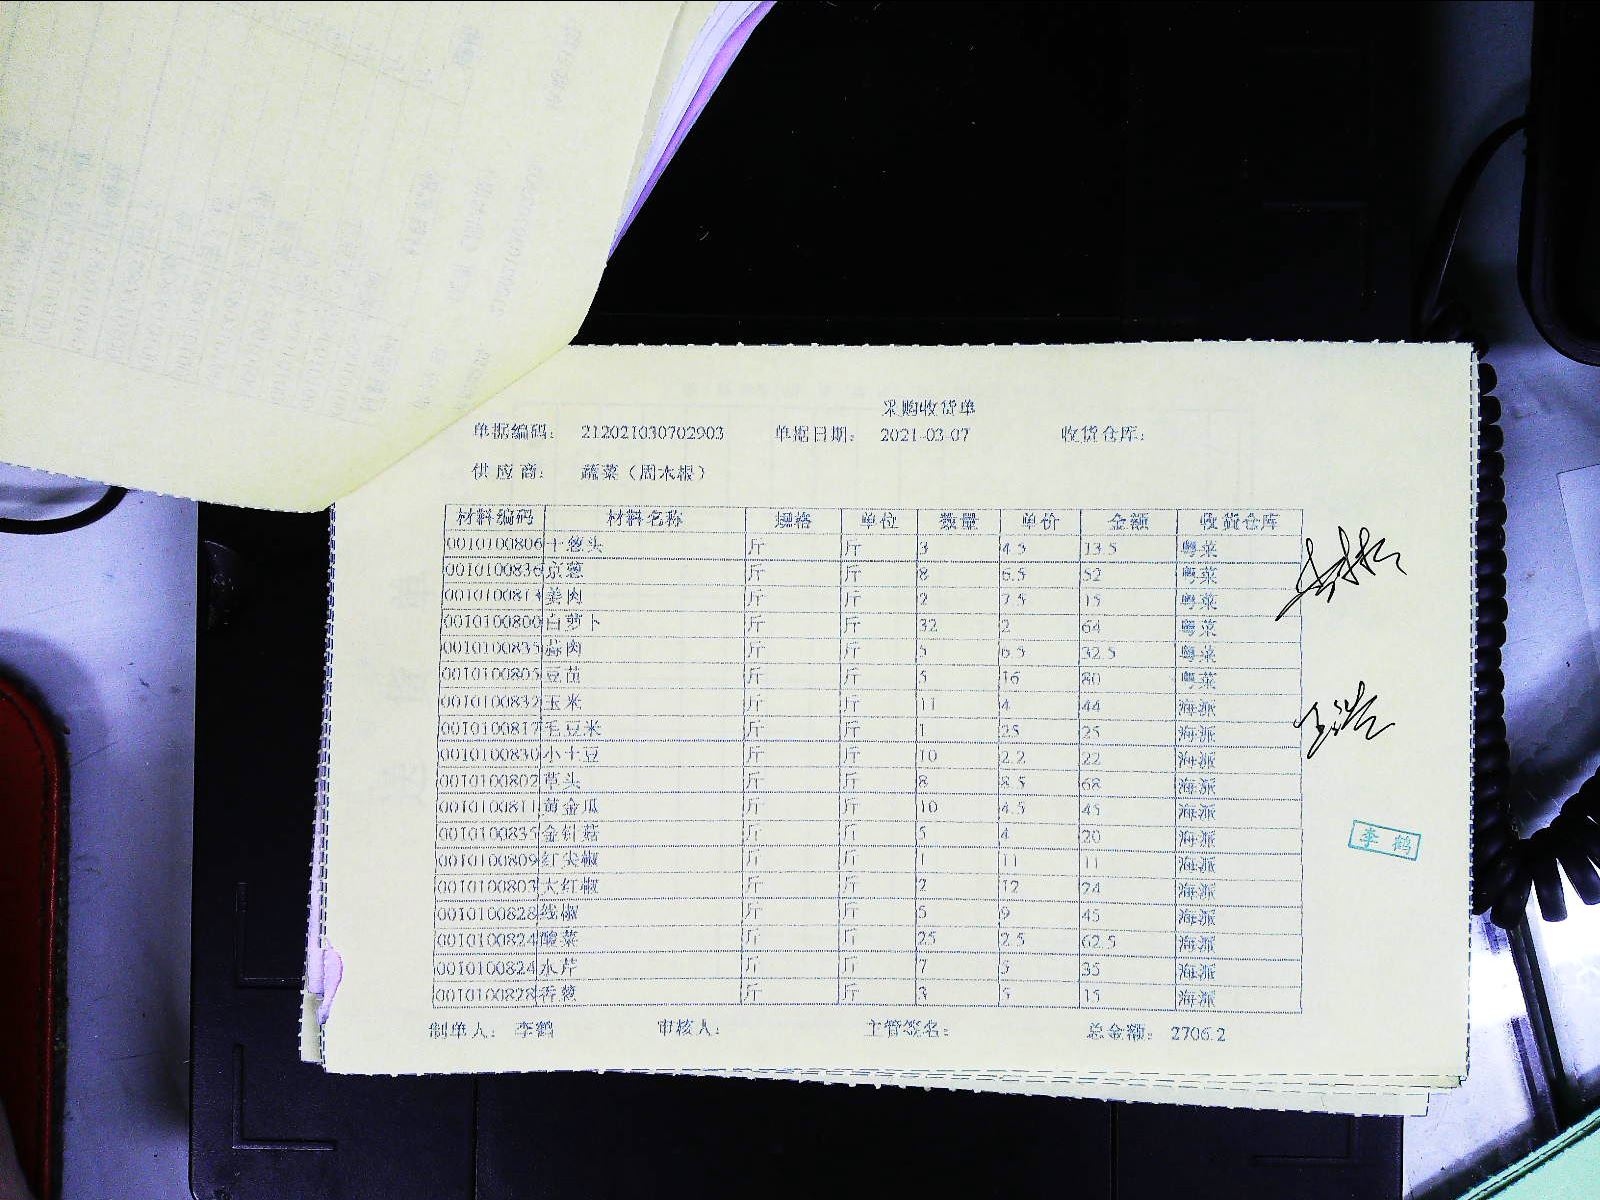 采购收货单
单据编码: 212021030702903 单据日期: 2021-03-07 收货仓库:
供应商: 蔬菜（周木根）
材料编码 材料名称 规格 单位 数量 单价 金额 收货仓库
0010100806 干葱头 斤 斤 3 4.5 13.5 粤菜
0010100836 京葱 斤 斤 8 6.5 52 粤菜
0010100814 姜肉 斤 斤 2 7.5 15 粤菜
0010100800 白萝卜 斤 斤 32 2 64 粤菜
0010100835 蒜肉 斤 斤 5 6.5 32.5 粤菜
0010100805 豆苗 斤 斤 5 16 80 粤菜
0010100832 玉米 斤 斤 11 4 44 海派
0010100817 毛豆米 斤 斤 1 25 25 海派
0010100830 小土豆 斤 斤 10 2.2 22 海派
0010100802 草头 斤 斤 8 8.5 68 海派
0010100811 黄金瓜 斤 斤 10 4.5 45 海派
0010100835 金针菇 斤 斤 5 4 20 海派
0010100809 红尖椒 斤 斤 1 11 11 海派
0010100803 大红椒 斤 斤 2 12 24 海派
0010100828 线椒 斤 斤 5 9 45 海派
0010100824 酸菜 斤 斤 25 2.5 62.5 海派
0010100824 水芹 斤 斤 7 5 35 海派
0010100828 香葱 斤 斤 3 5 15 海派
李鹤
制单人: 李鹤 审核人: 主管签名: 总金额: 2706.2